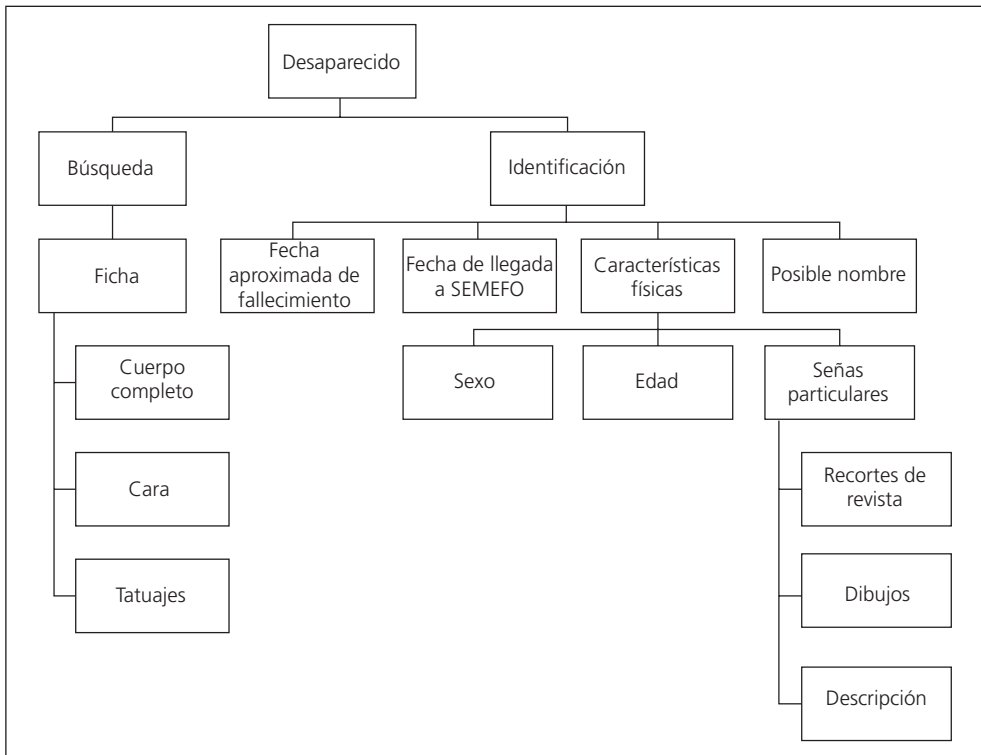 Desaparecido
Búsqueda
Identificación
Ficha
Fecha
aproximada de
fallecimiento
Fecha de llegada
a SEMEFO
Características
físicas
Posible nombre
Cuerpo
completo
Sexo
Edad
Señas
particulares
Cara
Recortes de
revista
Tatuajes
Dibujos
Descripción